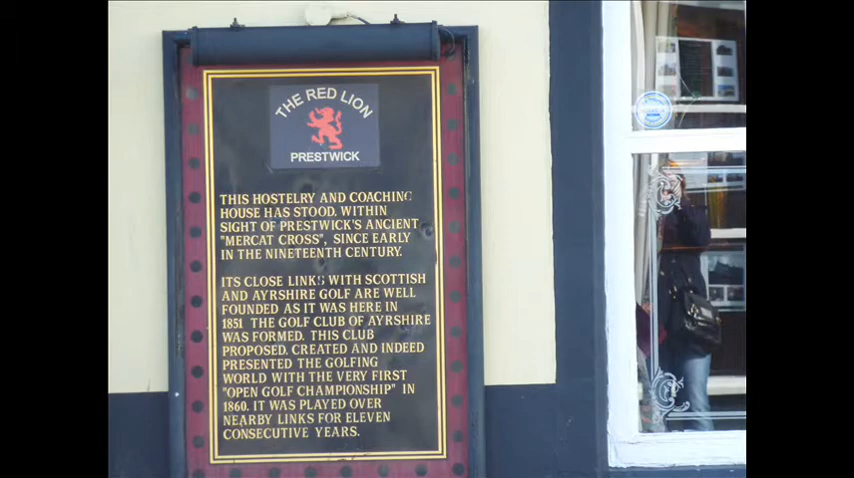 THE RED LION
PRESTWICK
THIS HOSTELRY AND COACHING
HOUSE HAS STOOD, WITHIN
SIGHT OF PRESTWICK'S ANCIENT
"MERCAT CROSS", SINCE EARLY
IN THE NINETEENTH CENTURY.
ITS CLOSE LINKS WITH SCOTTISH
AND AYRSHIRE GOLF ARE WELL
FOUNDED AS IT WAS HERE IN
1851 THE GOLF CLUB OF AYRSHIRE
WAS FORMED. THIS CLUB
PROPOSED, CREATED AND INDEED
PRESENTED THE GOLFING
WORLD WITH THE VERY FIRST
"OPEN GOLF CHAMPIONSHIP" IN
1860. IT WAS PLAYED OVER
NEARBY LINKS FOR ELEVEN
CONSECUTIVE YEARS.